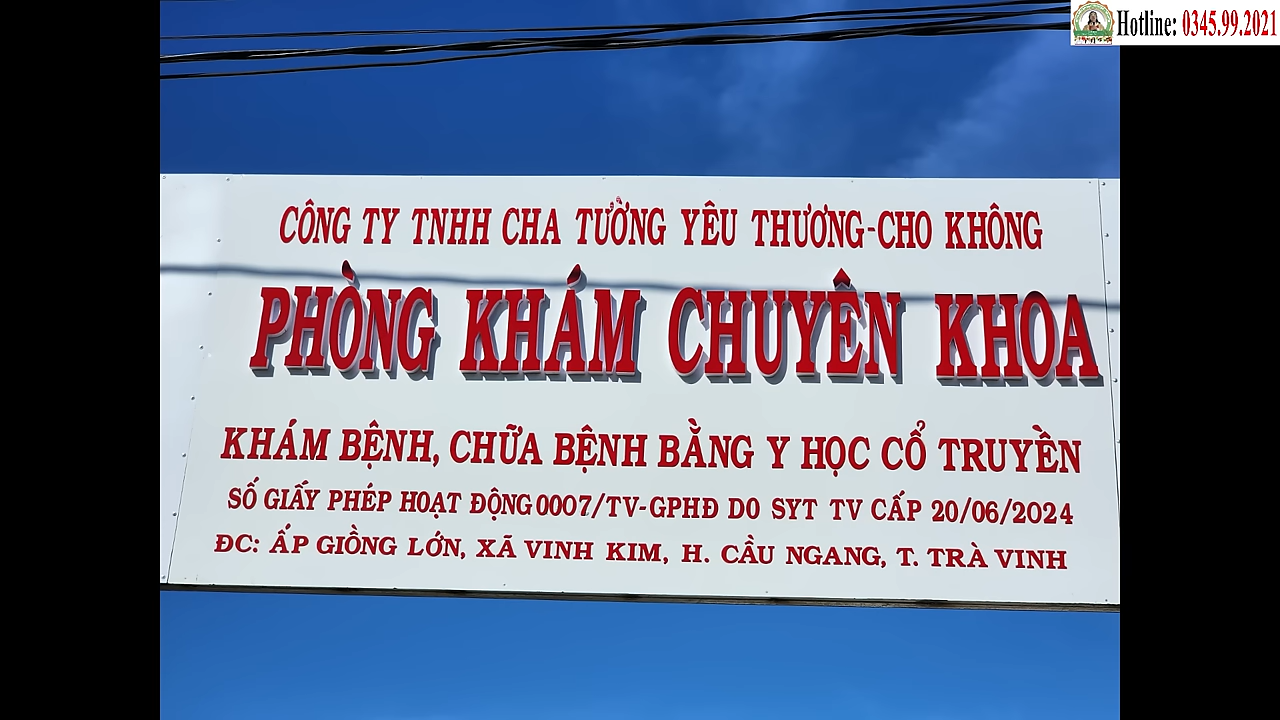 Hotline: 0345.99.2021
CÔNG TY TNHH CHA TƯỜNG YÊU THƯƠNG-CHO KHÔNG
PHÒNG KHÁM CHUYÊN KHOA
KHÁM BỆNH, CHỮA BỆNH BẰNG Y HỌC CỔ TRUYỀN
SỐ GIẤY PHÉP HOẠT ĐỘNG 0007/TV-GPHĐ DO SYT TV CẤP 20/06/2024
ĐC: ẤP GIỒNG LỚN, XÃ VINH KIM, H. CẦU NGANG, T. TRÀ VINH